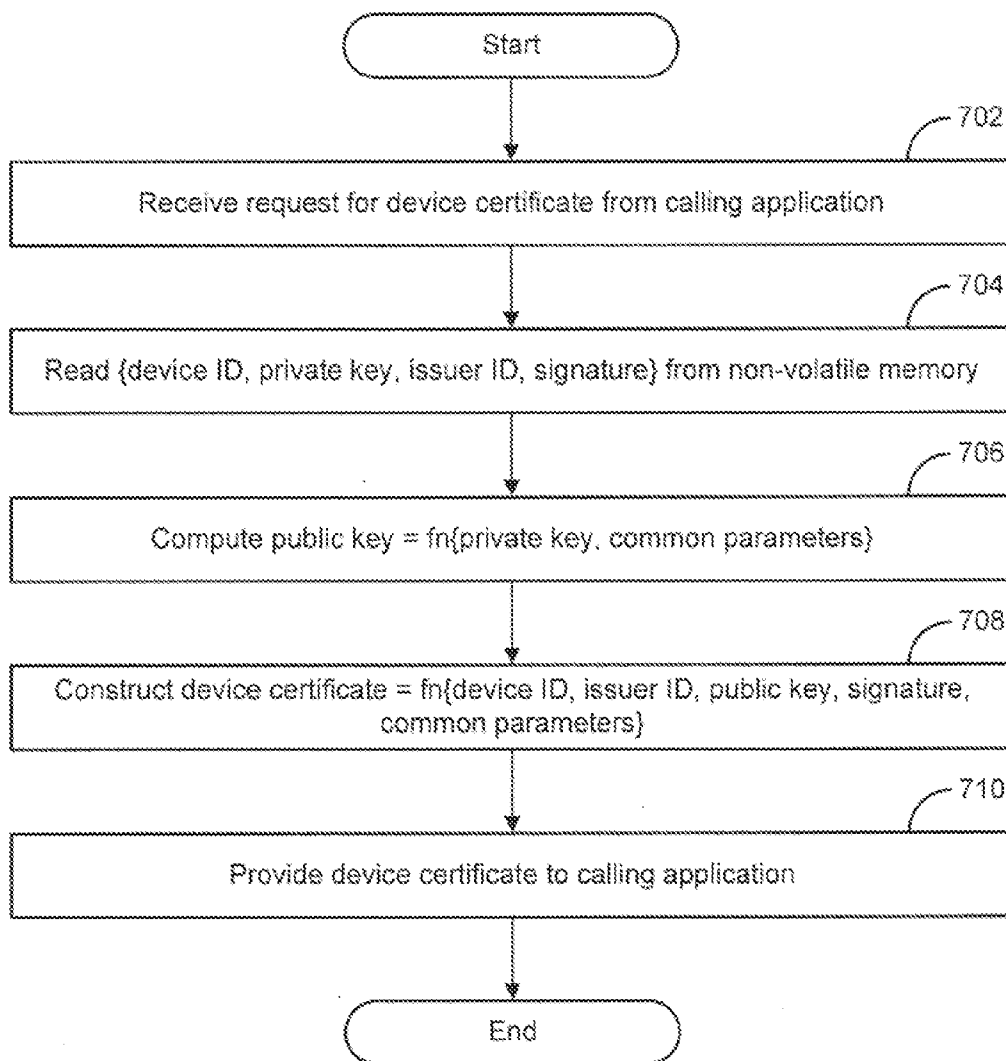 Start
702
Receive request for device certificate from calling application
704
Read {device ID, private key, issuer ID, signature} from non-volatile memory
706
Compute public key = fn{private key, common parameters}
708
Construct device certificate = fn{device ID, issuer ID, public key, signature,
common parameters}
710
Provide device certificate to calling application
End